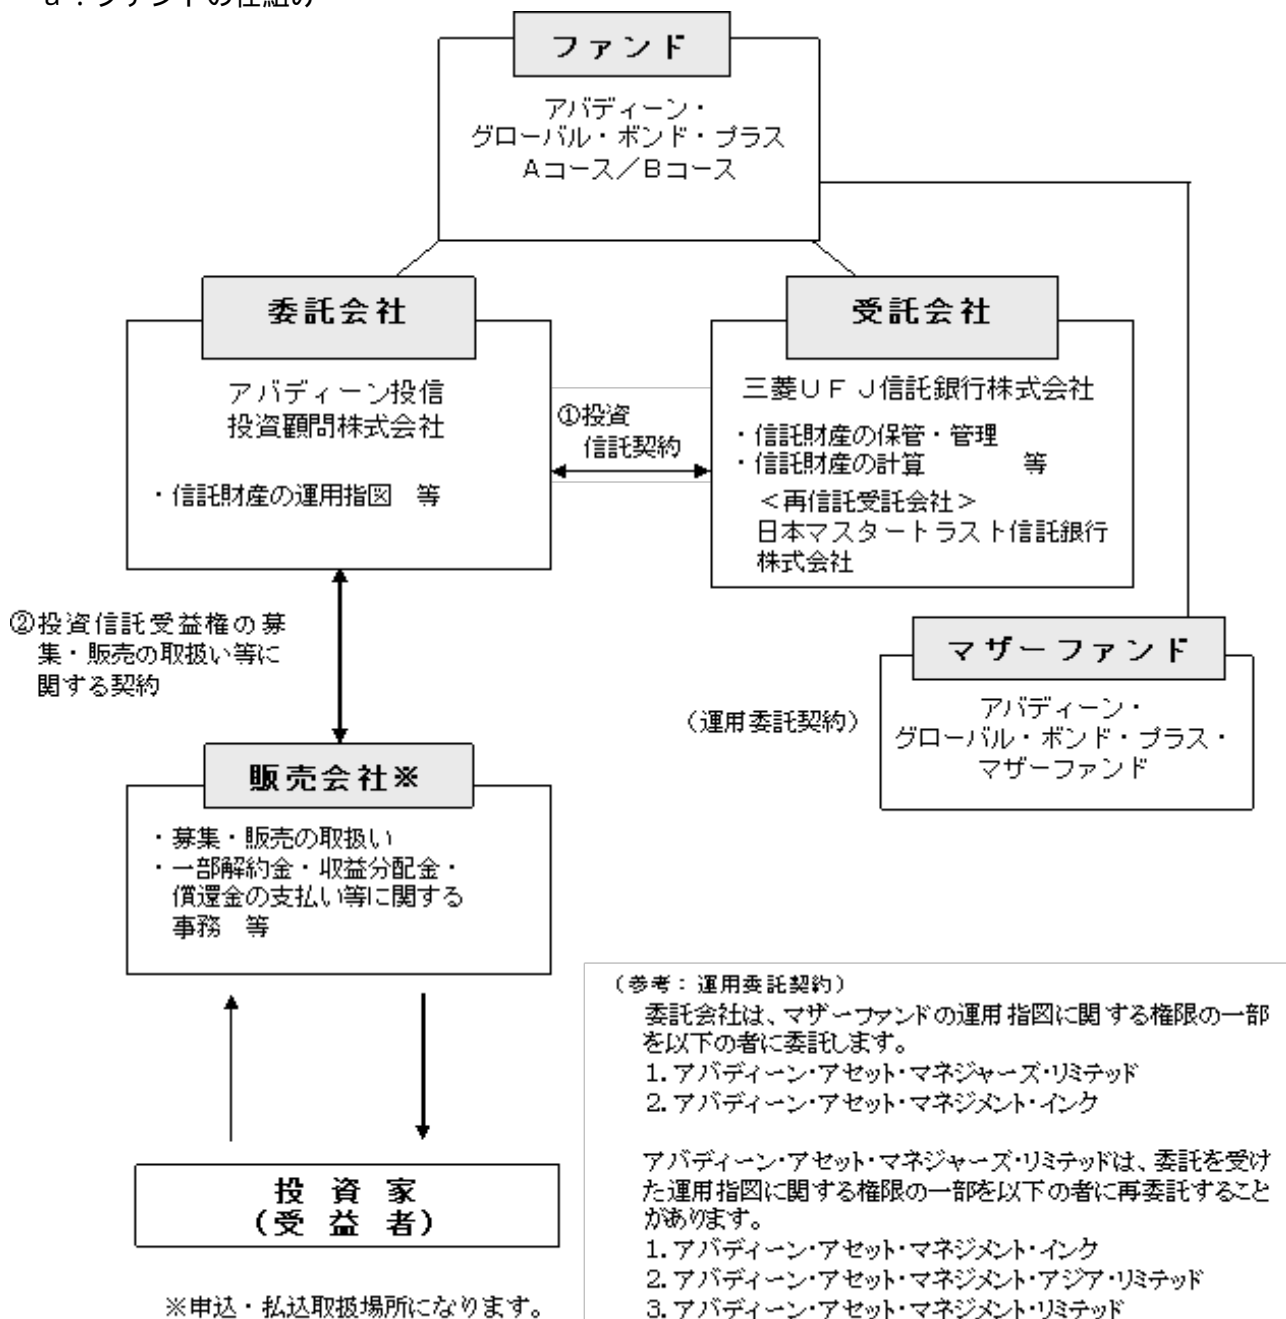 a．ファンドの仕組み
ファンド
アバディーン・
グローバル・ボンド・プラス
Ａコース／Ｂコース
委託会社
アバディーン投信
投資顧問株式会社
・信託財産の運用指図　等
①投資
信託契約
受託会社
三菱ＵＦＪ信託銀行株式会社
・信託財産の保管・管理
・信託財産の計算　　　等
＜再信託受託会社＞
日本マスタートラスト信託銀行
株式会社
②投資信託受益権の募
集・販売の取扱い等に
関する契約
マザーファンド
（運用委託契約）
アバディーン・
グローバル・ボンド・プラス・
マザーファンド
販売会社※
・募集・販売の取扱い
・一部解約金・収益分配金・
償還金の支払い等に関する
事務　等
投　資　家
（受　益　者）
※申込・払込取扱場所になります。
（参考：運用委託契約）
委託会社は、マザーファンドの運用指図に関する権限の一部
を以下の者に委託します。
1. アバディーン・アセット・マネジャーズ・リミテッド
2. アバディーン・アセット・マネジメント・インク
アバディーン・アセット・マネジャーズ・リミテッドは、委託を受け
た運用指図に関する権限の一部を以下の者に再委託すること
があります。
1. アバディーン・アセット・マネジメント・インク
2. アバディーン・アセット・マネジメント・アジア・リミテッド
3. アバディーン・アセット・マネジメント・リミテッド